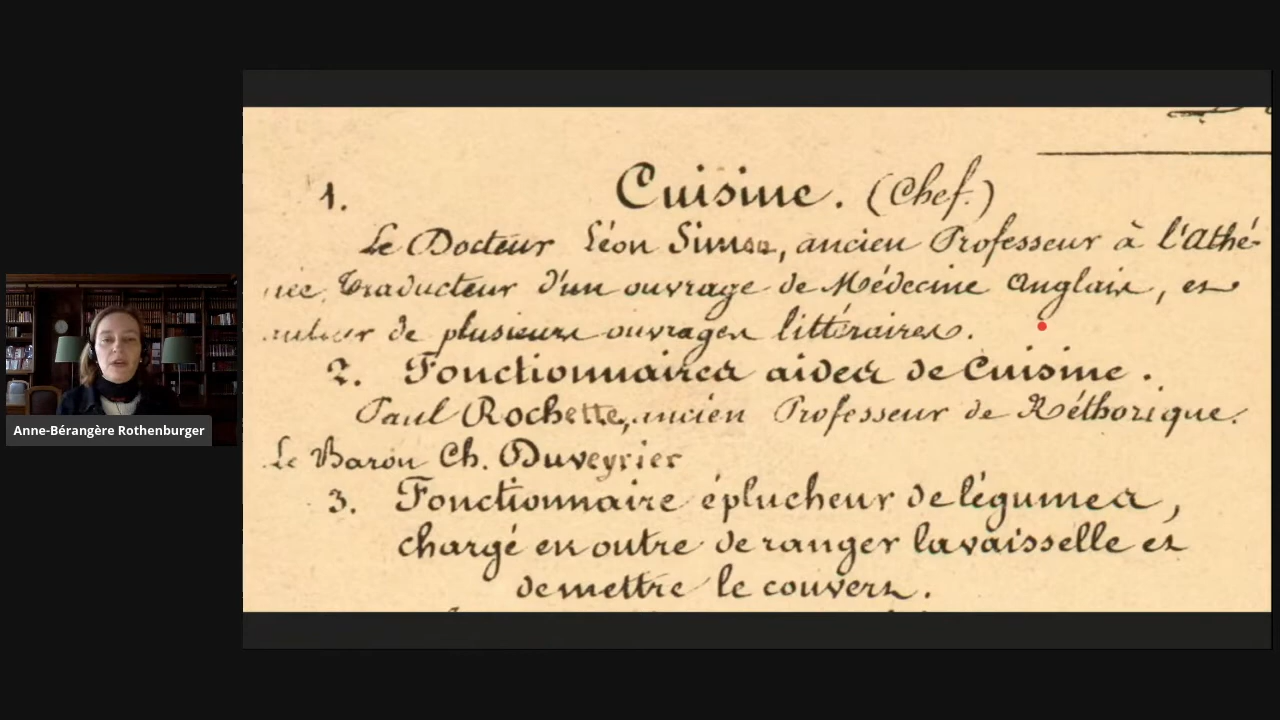 1. Cuisine. (Chef.)
Le Docteur Léon Simon, ancien Professeur à l'Athé-
née, Traducteur d'un ouvrage de Médecine Anglais, et
auteur de plusieurs ouvrages littéraires.
2. Fonctionnaires aides de Cuisine.
Paul Rochette, ancien Professeur de Réthorique.
Le Baron Ch. Duveyrier
3. Fonctionnaire éplucheur de légumes,
chargé en outre de ranger la vaisselle et
de mettre le couvert.
Anne-Bérangère Rothenburger